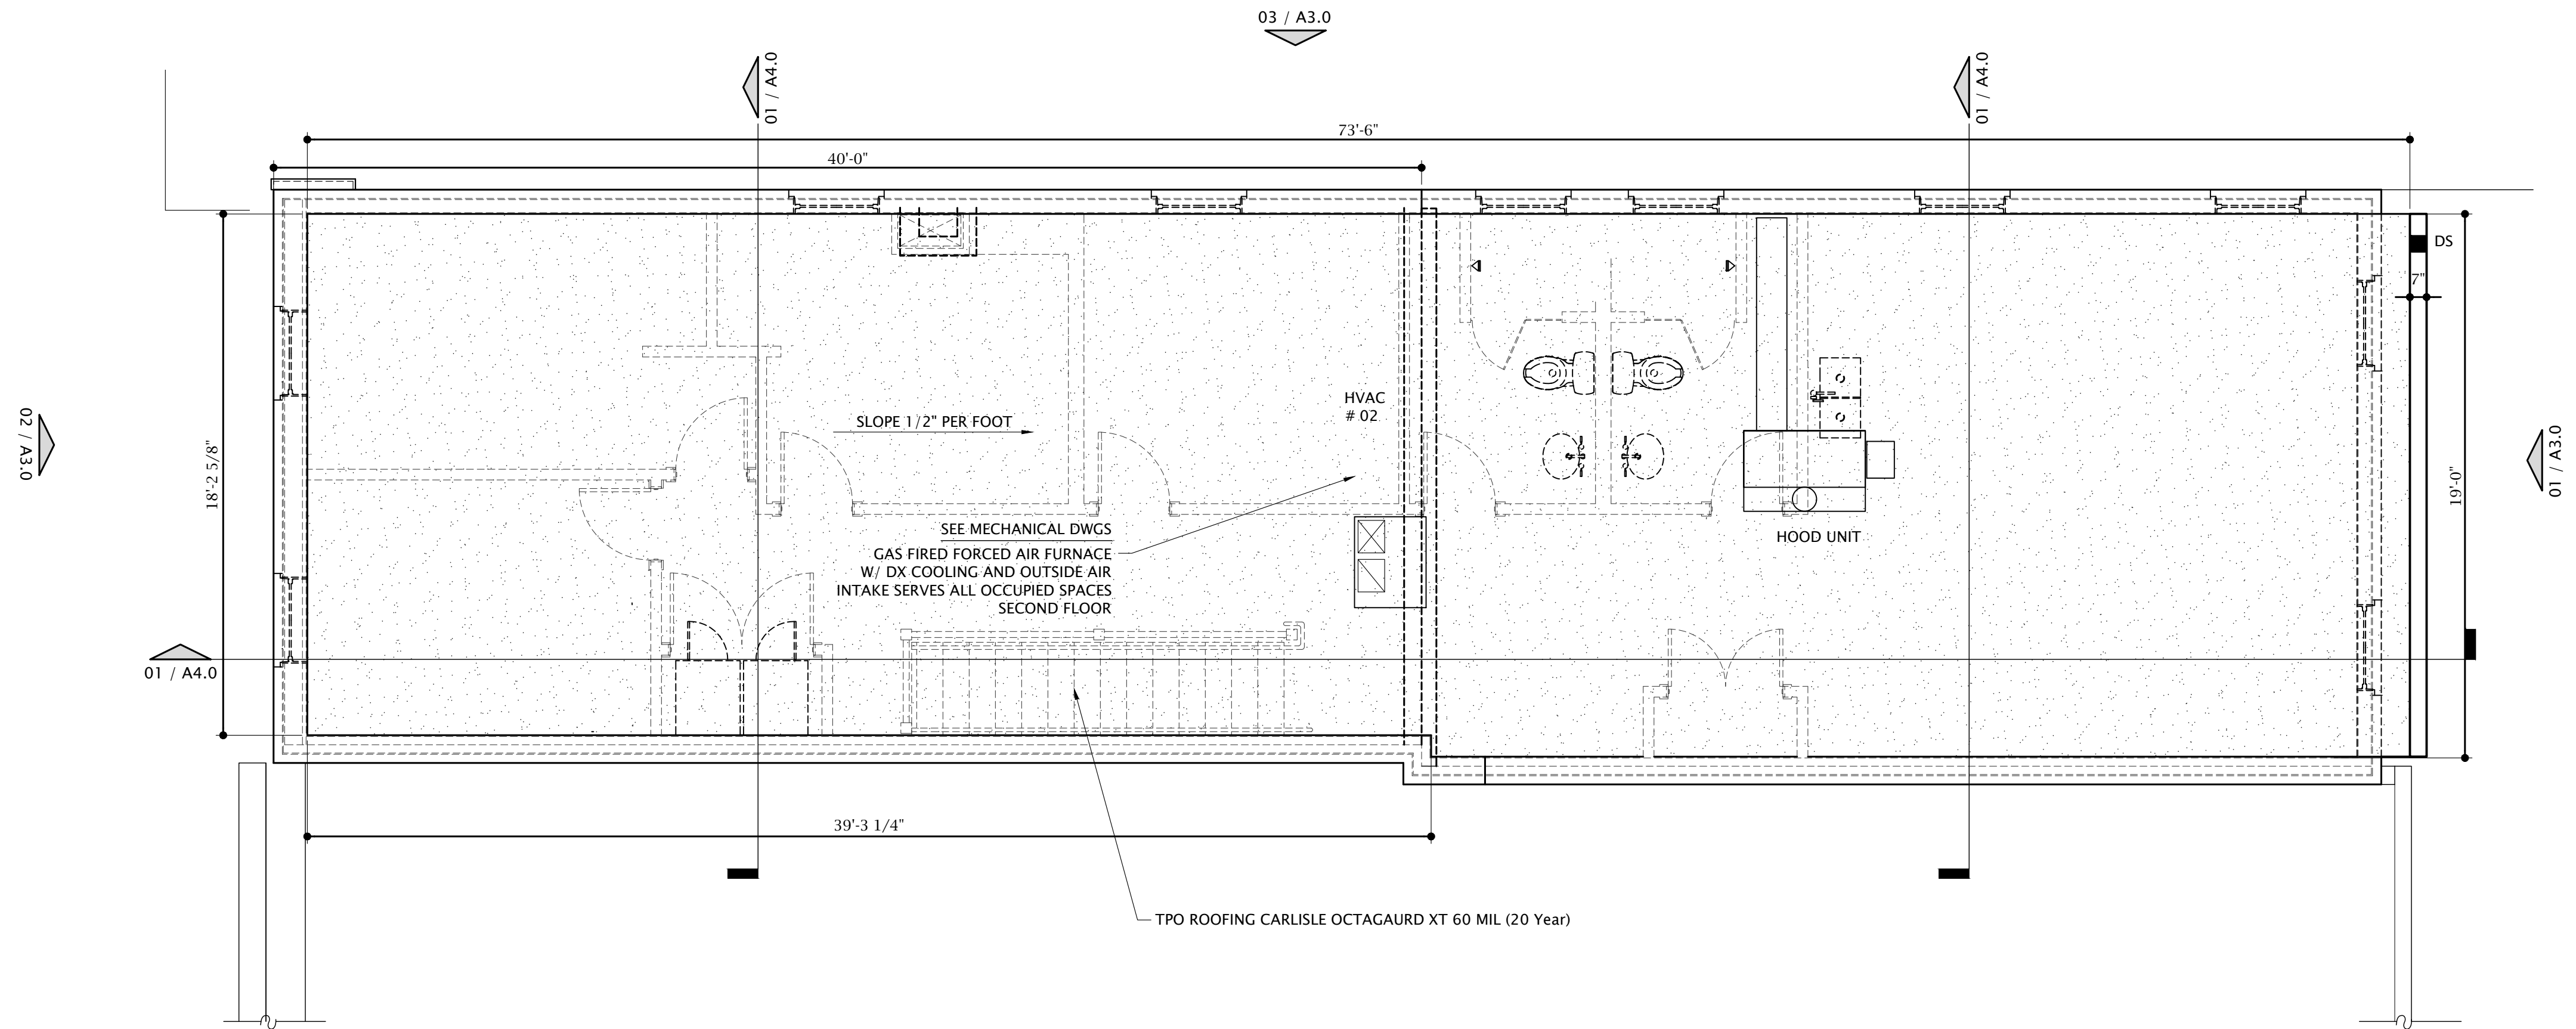 03 / A3.0
01 / A4.0
01 / A4.0
73'-6"
40'-0"
DS
7"
HVAC
# 02
SLOPE 1/2" PER FOOT
02 / A3.0
18'-2 5/8"
01 / A3.0
19'-0"
SEE MECHANICAL DWGS
GAS FIRED FORCED AIR FURNACE
W/ DX COOLING AND OUTSIDE AIR
INTAKE SERVES ALL OCCUPIED SPACES
SECOND FLOOR
HOOD UNIT
01 / A4.0
39'-3 1/4"
TPO ROOFING CARLISLE OCTAGAURD XT 60 MIL (20 Year)